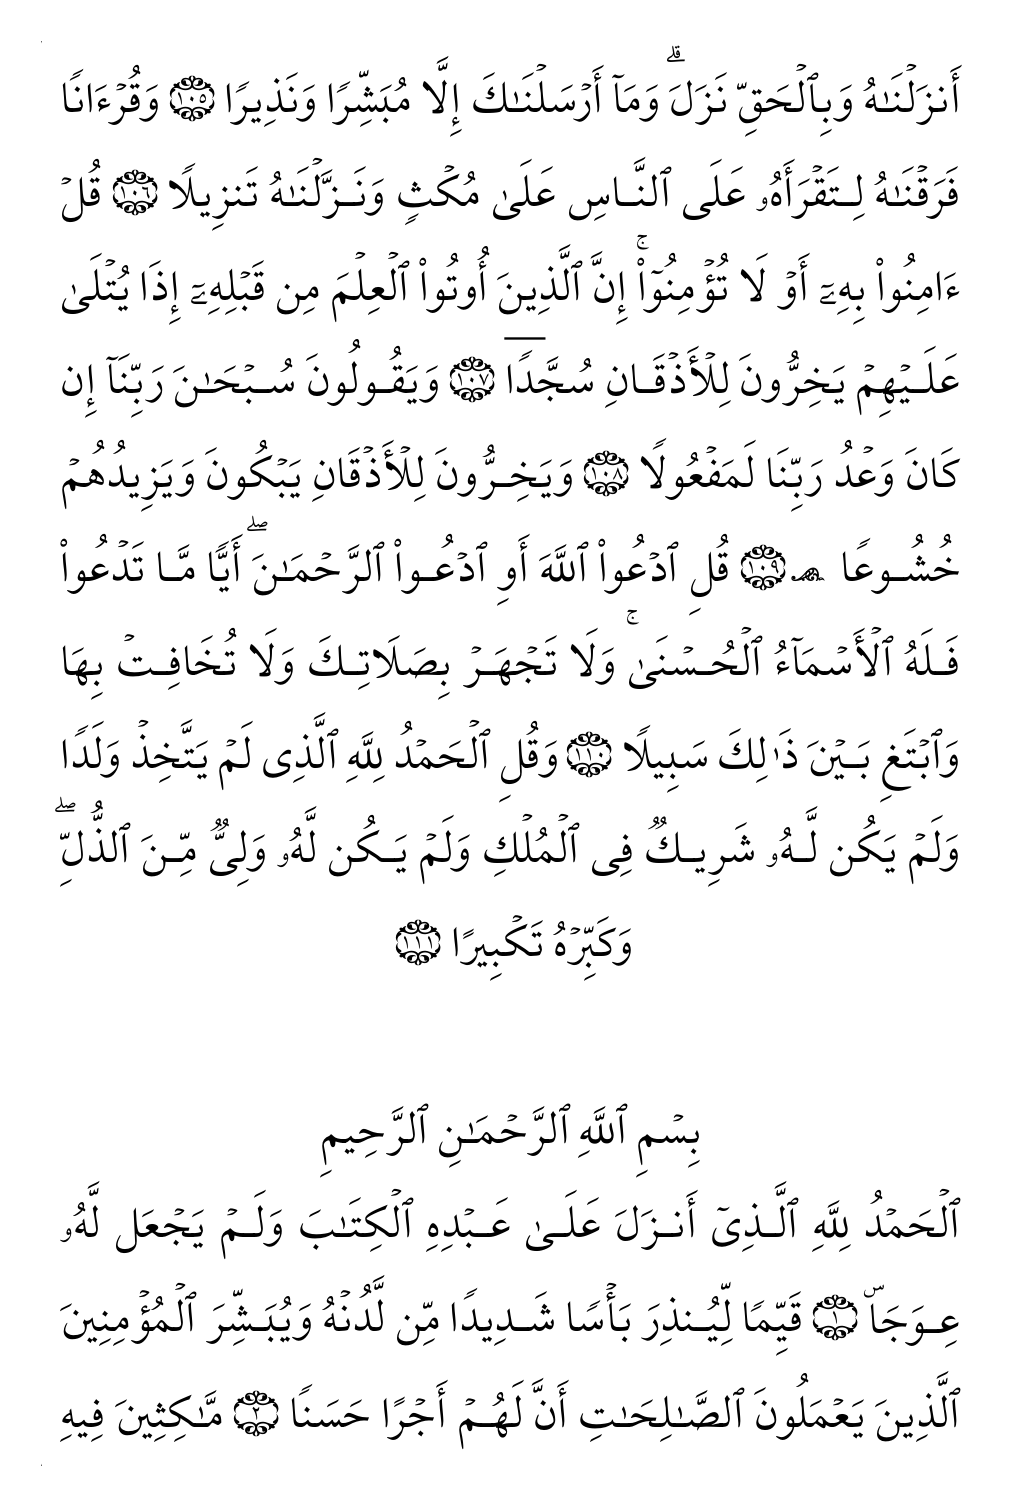 أَنزَلۡنَٰهُ وَبِٱلۡحَقِّ نَزَلَۗ وَمَآ أَرۡسَلۡنَٰكَ إِلَّا مُبَشِّرٗا وَنَذِيرٗا ١٠٥ وَقُرۡءَانٗا
فَرَقۡنَٰهُ لِتَقۡرَأَهُۥ عَلَى ٱلنَّاسِ عَلَىٰ مُكۡثٖ وَنَزَّلۡنَٰهُ تَنزِيلٗا ١٠٦ قُلۡ
ءَامِنُواْ بِهِۦٓ أَوۡ لَا تُؤۡمِنُوٓاْۚ إِنَّ ٱلَّذِينَ أُوتُواْ ٱلۡعِلۡمَ مِن قَبۡلِهِۦٓ إِذَا يُتۡلَىٰ
عَلَيۡهِمۡ يَخِرُّونَ لِلۡأَذۡقَانِ سُجَّدٗا ١٠٧ وَيَقُولُونَ سُبۡحَٰنَ رَبِّنَآ إِن
كَانَ وَعۡدُ رَبِّنَا لَمَفۡعُولٗا ١٠٨ وَيَخِرُّونَ لِلۡأَذۡقَانِ يَبۡكُونَ وَيَزِيدُهُمۡ
خُشُوعٗا ۩ ١٠٩ قُلِ ٱدۡعُواْ ٱللَّهَ أَوِ ٱدۡعُواْ ٱلرَّحۡمَٰنَۖ أَيّٗا مَّا تَدۡعُواْ
فَلَهُ ٱلۡأَسۡمَآءُ ٱلۡحُسۡنَىٰۚ وَلَا تَجۡهَرۡ بِصَلَاتِكَ وَلَا تُخَافِتۡ بِهَا
وَٱبۡتَغِ بَيۡنَ ذَٰلِكَ سَبِيلٗا ١١٠ وَقُلِ ٱلۡحَمۡدُ لِلَّهِ ٱلَّذِي لَمۡ يَتَّخِذۡ وَلَدٗا
وَلَمۡ يَكُن لَّهُۥ شَرِيكٞ فِي ٱلۡمُلۡكِ وَلَمۡ يَكُن لَّهُۥ وَلِيّٞ مِّنَ ٱلذُّلِّۖ
وَكَبِّرۡهُ تَكۡبِيرَۢا ١١١
بِسۡمِ ٱللَّهِ ٱلرَّحۡمَٰنِ ٱلرَّحِيمِ
ٱلۡحَمۡدُ لِلَّهِ ٱلَّذِيٓ أَنزَلَ عَلَىٰ عَبۡدِهِ ٱلۡكِتَٰبَ وَلَمۡ يَجۡعَل لَّهُۥ
عِوَجَاۜ ١ قَيِّمٗا لِّيُنذِرَ بَأۡسٗا شَدِيدٗا مِّن لَّدُنۡهُ وَيُبَشِّرَ ٱلۡمُؤۡمِنِينَ
ٱلَّذِينَ يَعۡمَلُونَ ٱلصَّٰلِحَٰتِ أَنَّ لَهُمۡ أَجۡرًا حَسَنٗا ٢ مَّٰكِثِينَ فِيهِ